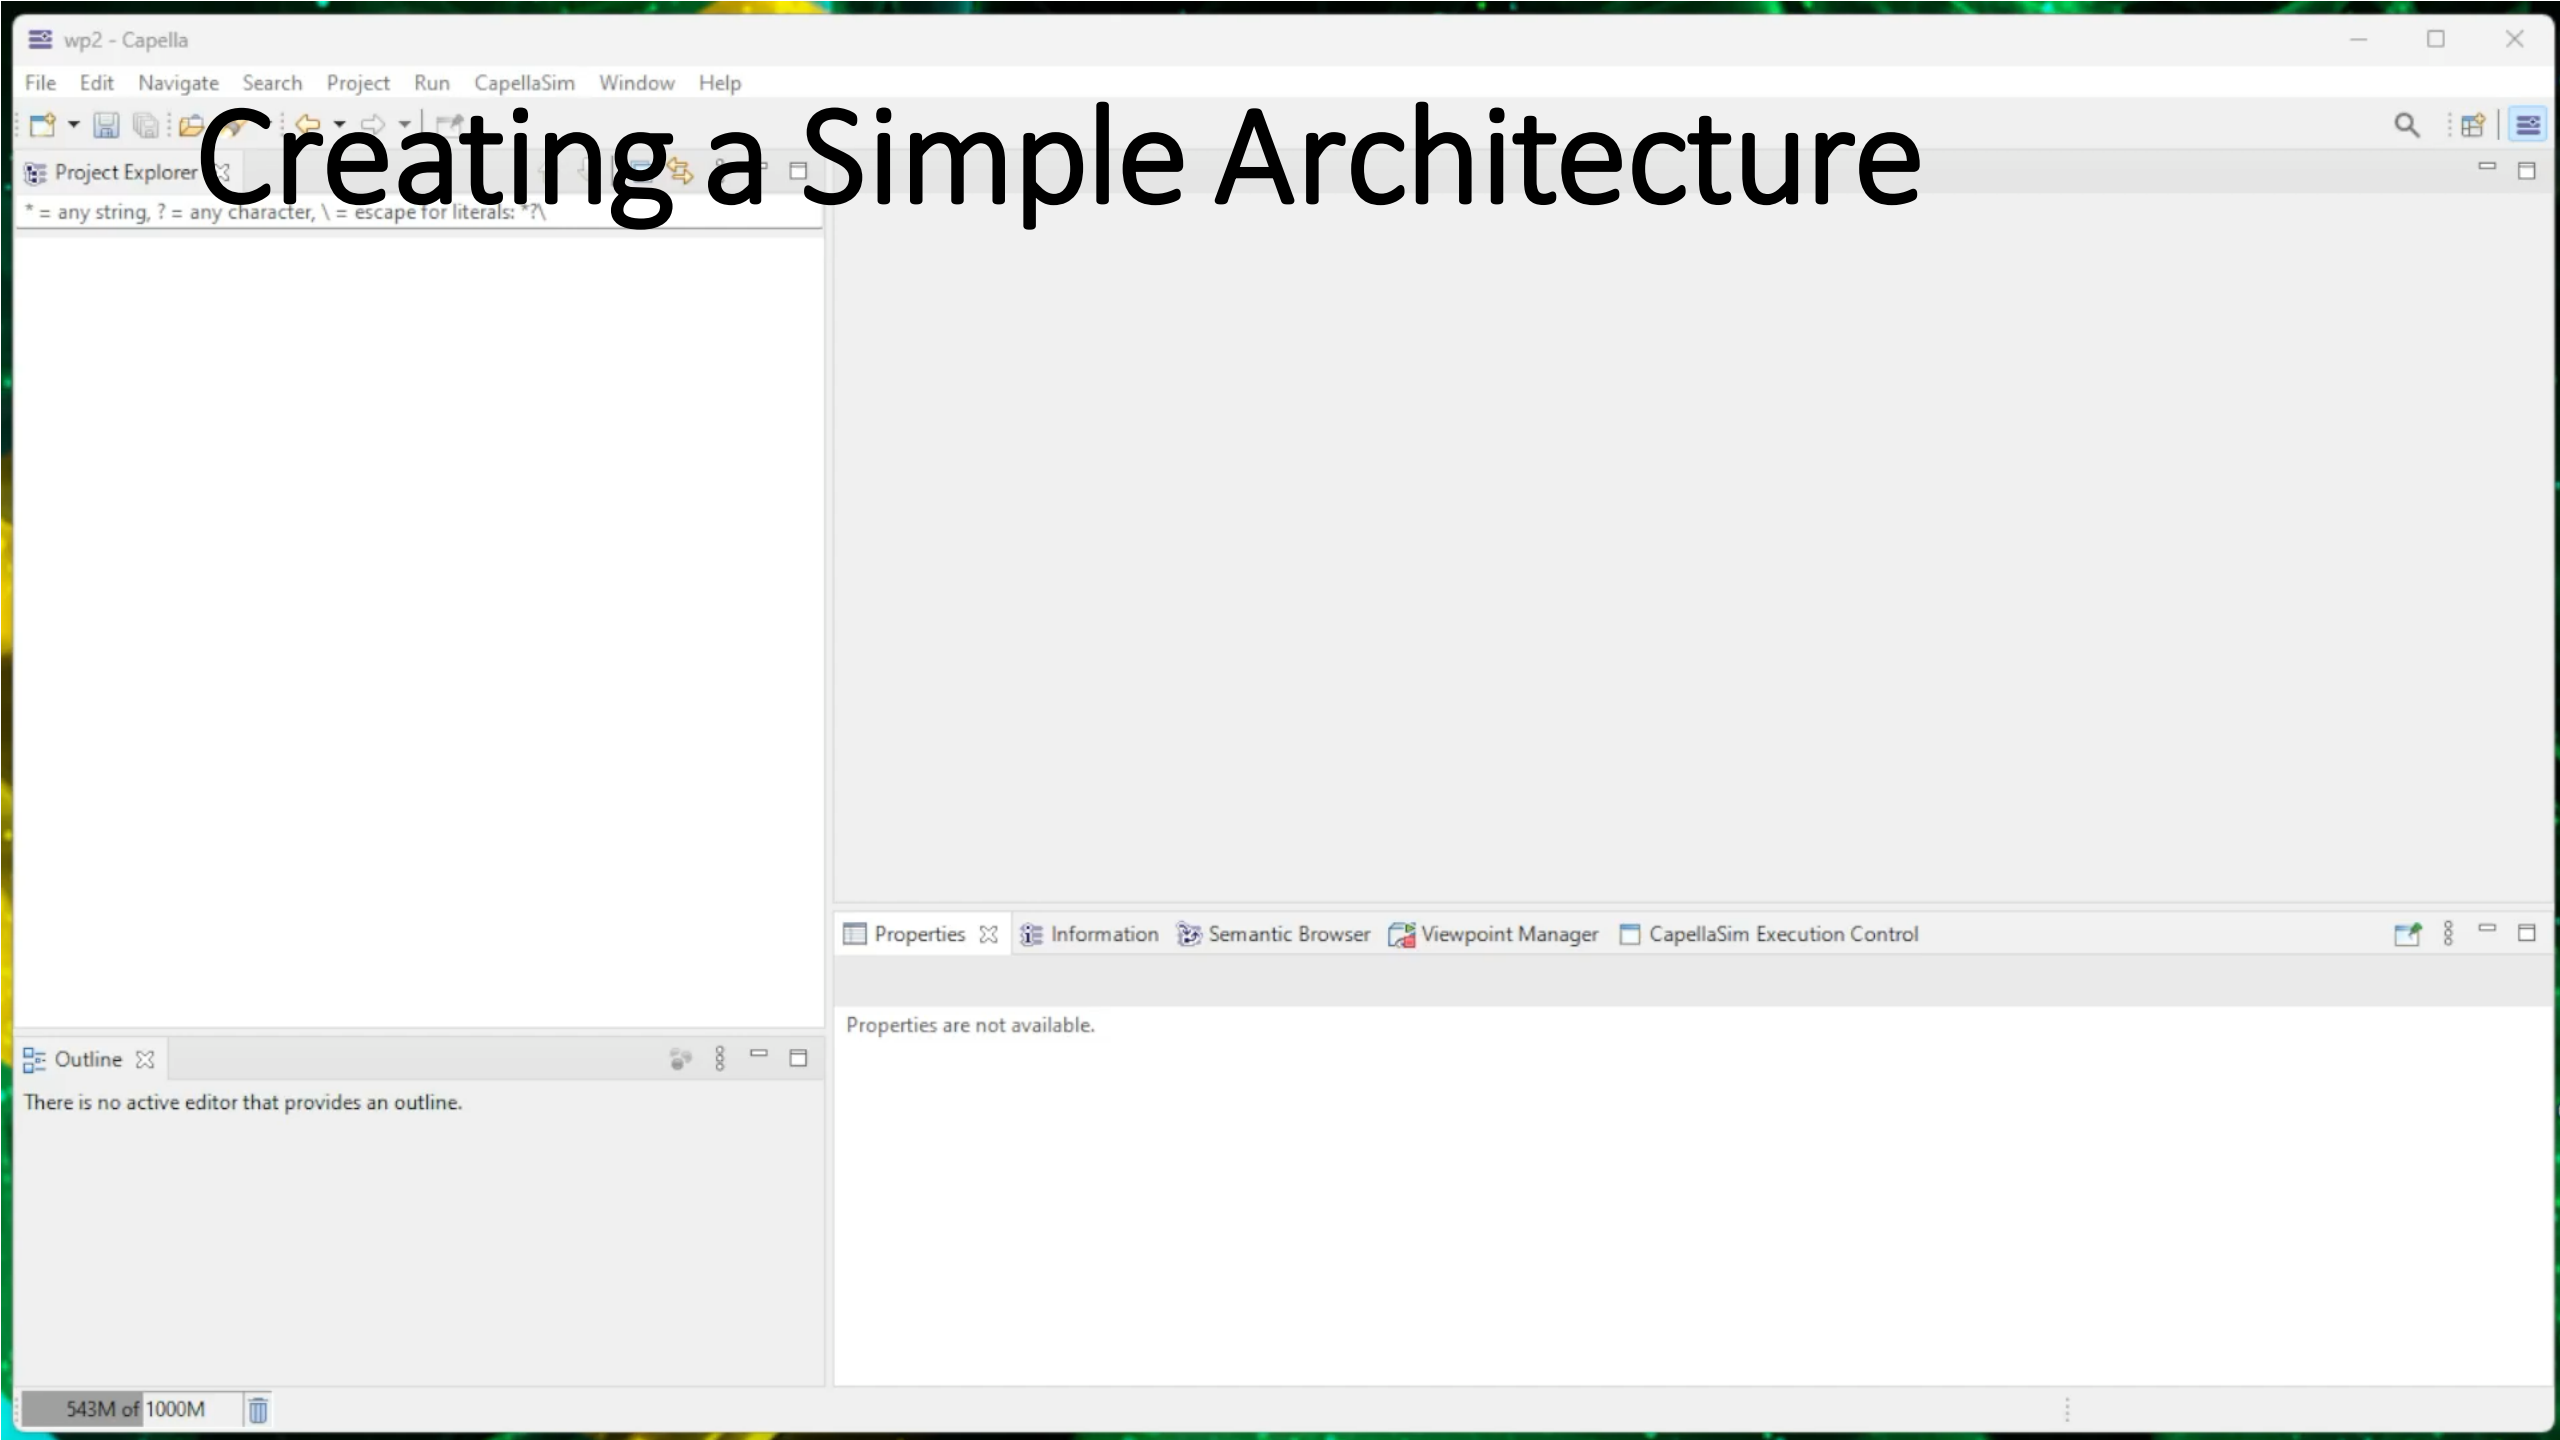 wp2 - Capella
File Edit Navigate Search Project Run CapellaSim Window Help
Creating a Simple Architecture
Project Explorer
* = any string, ? = any character, \ = escape for literals: *?\
Properties Information Semantic Browser Viewpoint Manager CapellaSim Execution Control
Properties are not available.
Outline
There is no active editor that provides an outline.
543M of 1000M